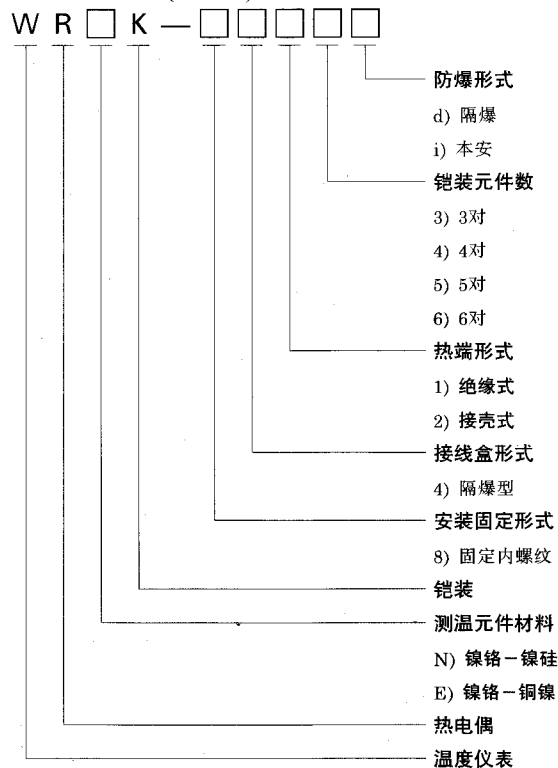 W R □ K — □ □ □ □ □
防爆形式
d) 隔爆
i) 本安
铠装元件数
3) 3对
4) 4对
5) 5对
6) 6对
热端形式
1) 绝缘式
2) 接壳式
接线盒形式
4) 隔爆型
安装固定形式
8) 固定内螺纹
铠装
测温元件材料
N) 镍铬－镍硅
E) 镍铬－铜镍
热电偶
温度仪表